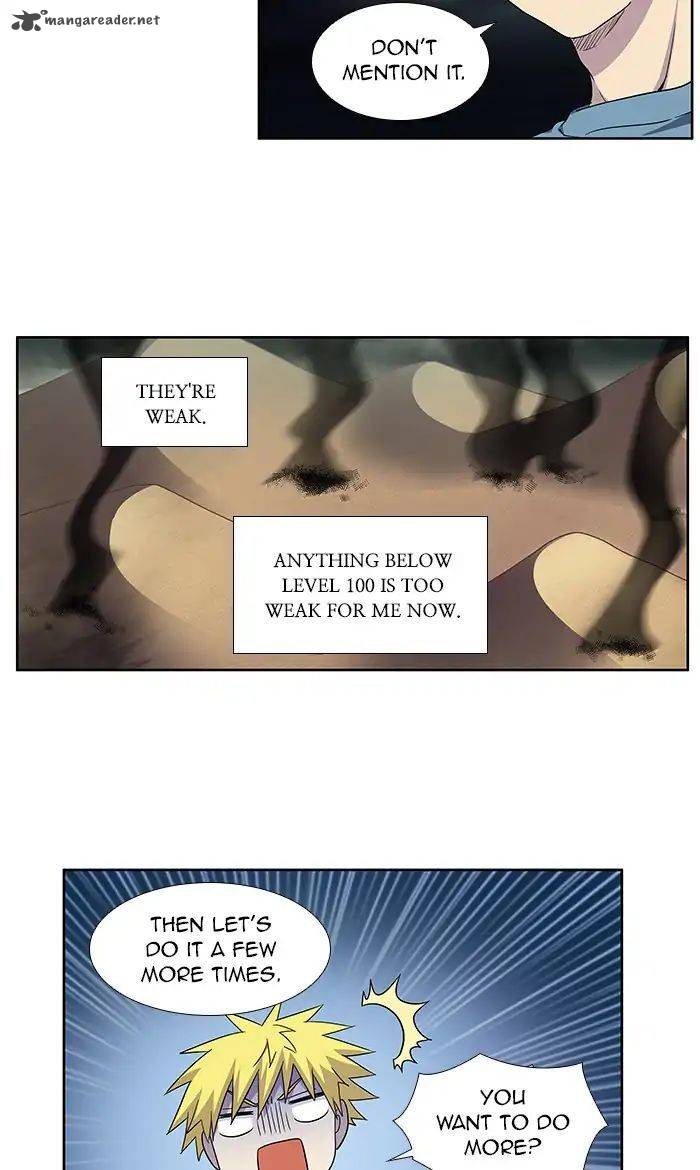 mangareader.net
DON'T
MENTION IT.
THEY'RE
WEAK.
ANYTHING BELOW
LEVEL 100 IS TOO
WEAK FOR ME NOW.
THEN LET'S
DO IT A FEW
MORE TIMES.
YOU
WANT TO DO
MORE?